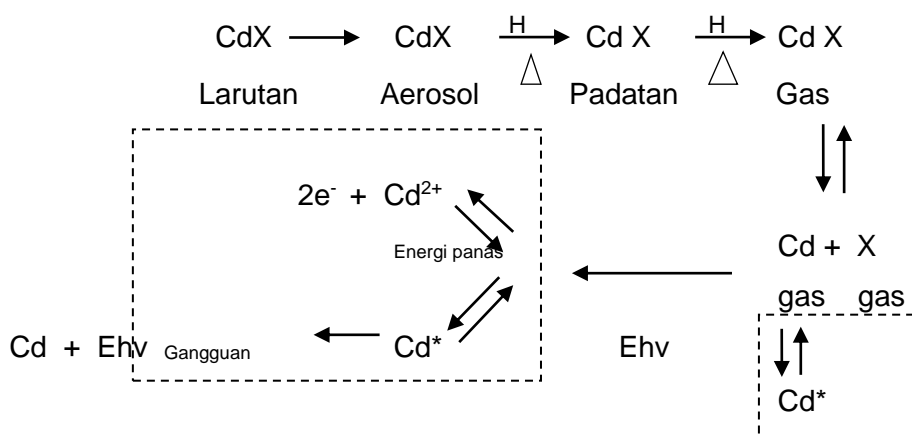 H H
CdX CdX Cd X Cd X
Larutan Aerosol Padatan Gas
2e⁻ + Cd²⁺
Energi panas
Cd + X
gas gas
Cd + Ehv Gangguan Cd* Ehv
Cd*